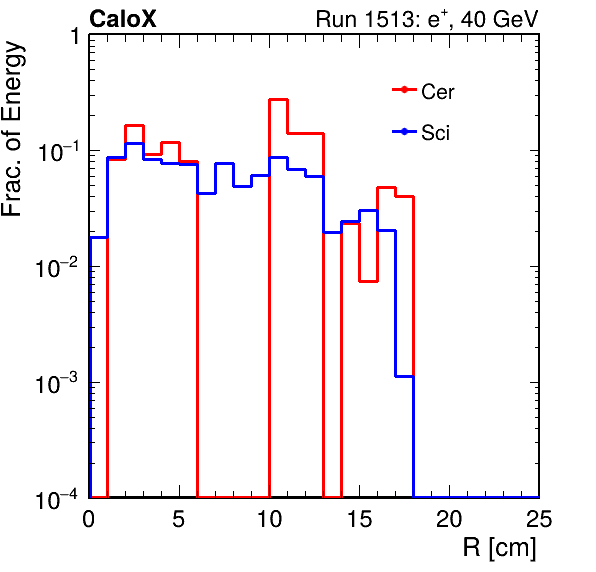 CaloX Run 1513: e⁺, 40 GeV
Frac. of Energy
1
10⁻¹
10⁻²
10⁻³
10⁻⁴
Cer
Sci
0 5 10 15 20 25
R [cm]